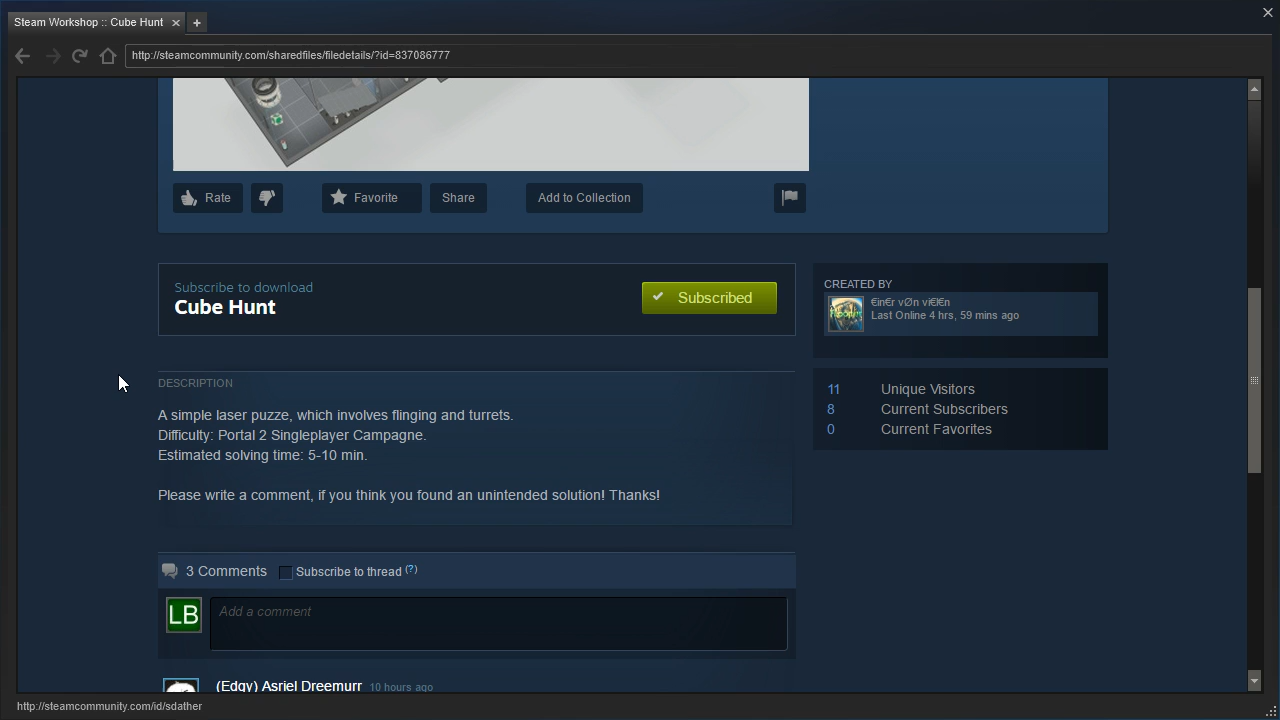 Steam Workshop :: Cube Hunt
http://steamcommunity.com/sharedfiles/filedetails/?id=837086777
Rate
Favorite
Share
Add to Collection
Subscribe to download
Cube Hunt
Subscribed
CREATED BY
€in€r vØn vi€l€n
Last Online 4 hrs, 59 mins ago
11 Unique Visitors
8 Current Subscribers
0 Current Favorites
DESCRIPTION
A simple laser puzze, which involves flinging and turrets.
Difficulty: Portal 2 Singleplayer Campagne.
Estimated solving time: 5-10 min.
Please write a comment, if you think you found an unintended solution! Thanks!
3 Comments
Subscribe to thread (?)
LB
Add a comment
(Edgy) Asriel Dreemurr 10 hours ago
http://steamcommunity.com/id/sdather